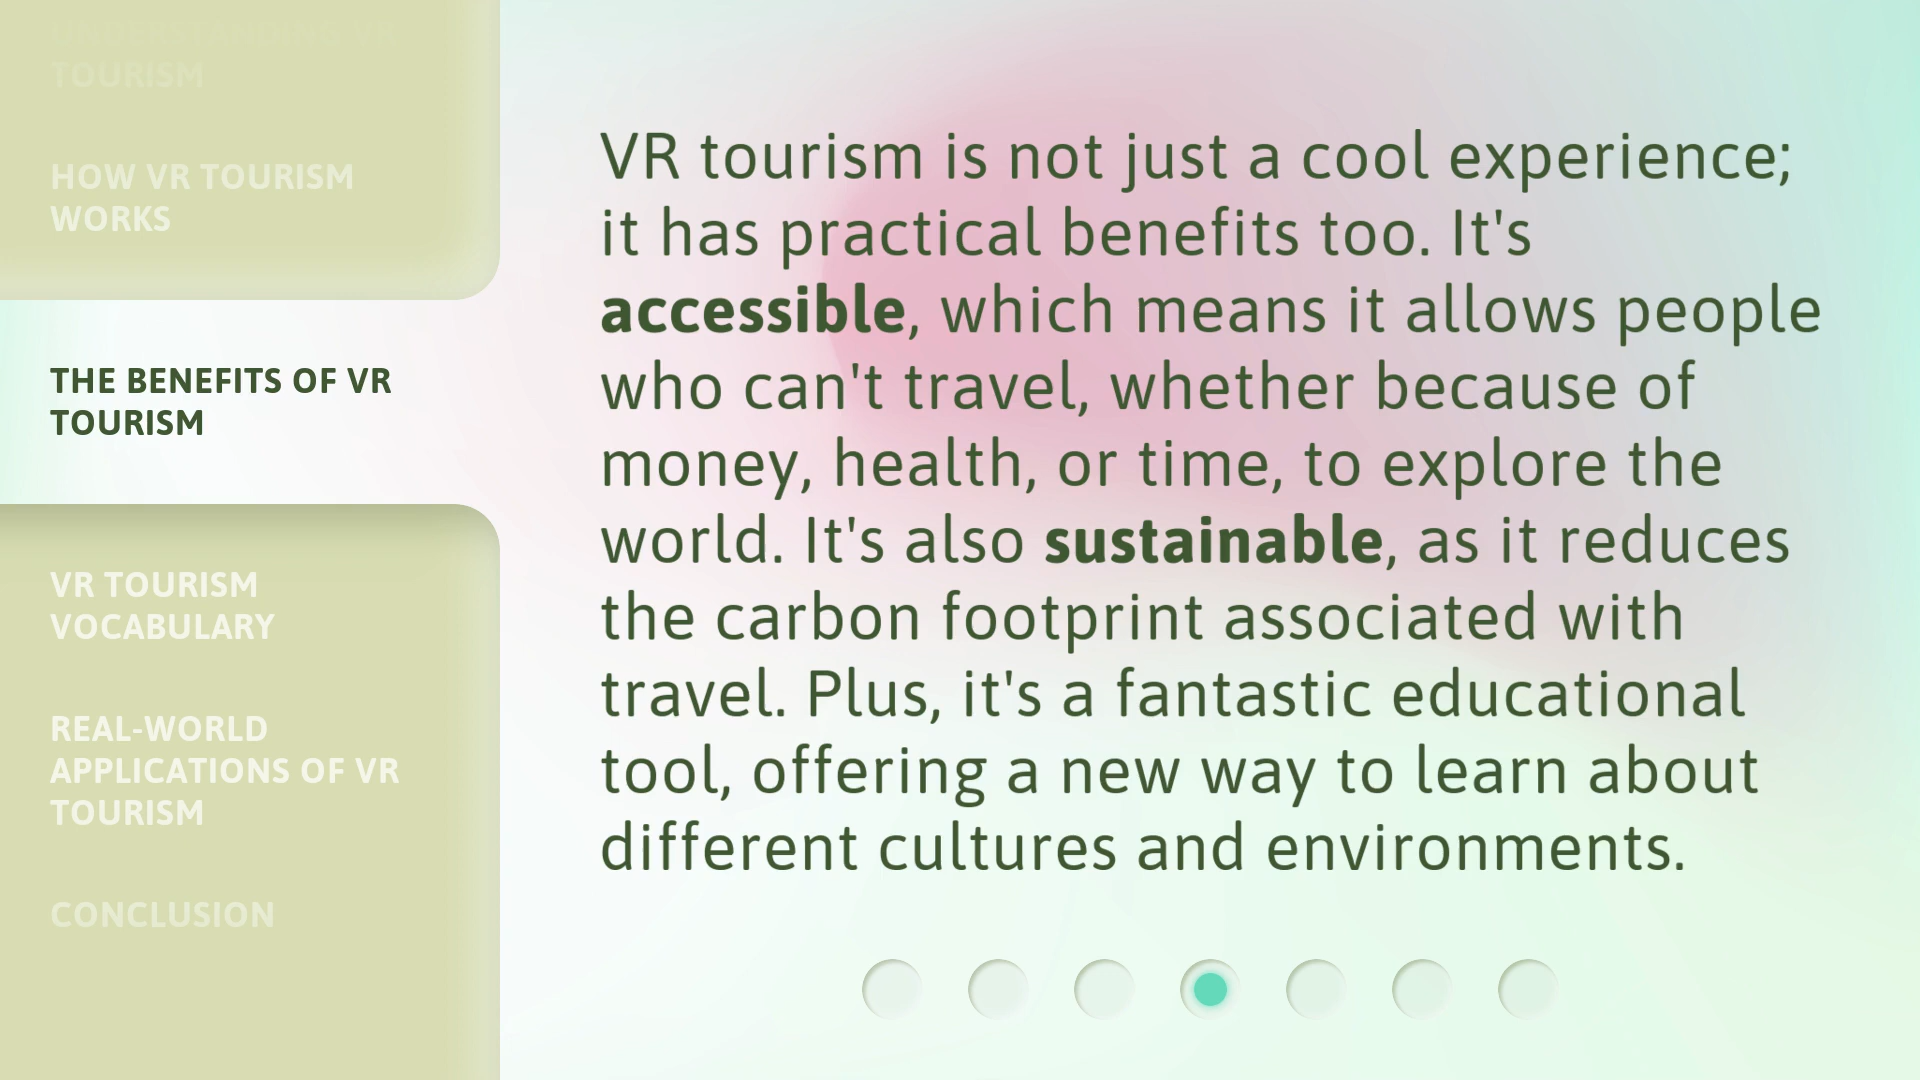 UNDERSTANDING VR
TOURISM
HOW VR TOURISM
WORKS
THE BENEFITS OF VR
TOURISM
VR TOURISM
VOCABULARY
REAL-WORLD
APPLICATIONS OF VR
TOURISM
CONCLUSION
VR tourism is not just a cool experience;
it has practical benefits too. It's
accessible, which means it allows people
who can't travel, whether because of
money, health, or time, to explore the
world. It's also sustainable, as it reduces
the carbon footprint associated with
travel. Plus, it's a fantastic educational
tool, offering a new way to learn about
different cultures and environments.